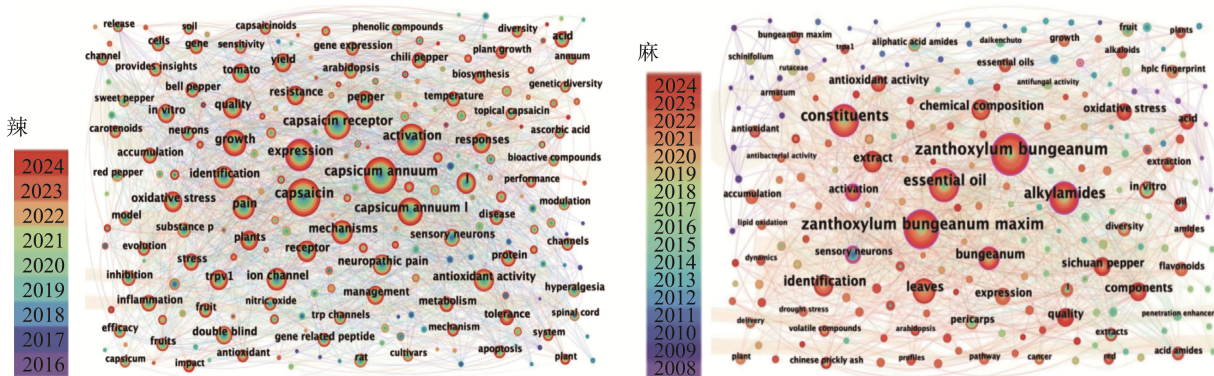 辣
2024
2023
2022
2021
2020
2019
2018
2017
2016
release
soil
capsaicinoids
phenolic compounds
diversity
acid
channel
cells
gene
sensitivity
gene expression
chili pepper
plant growth
annuum
provides insights
tomato
yield
arabidopsis
biosynthesis
genetic diversity
sweet pepper
bell pepper
resistance
pepper
temperature
topical capsaicin
in vitro
quality
capsaicin receptor
activation
responses
ascorbic acid
carotenoids
neurons
growth
expression
bioactive compounds
accumulation
red pepper
identification
capsicum annuum
l
performance
oxidative stress
pain
capsaicin
capsicum annuum l
disease
modulation
model
substance p
plants
mechanisms
sensory neurons
channels
evolution
stress
receptor
neuropathic pain
protein
inhibition
trpv1
ion channel
antioxidant activity
hyperalgesia
inflammation
fruit
nitric oxide
management
metabolism
tolerance
spinal cord
efficacy
fruits
double blind
gene related peptide
trp channels
mechanism
system
capsicum
impact
antioxidant
rat
cultivars
apoptosis
plant
麻
2024
2023
2022
2021
2020
2019
2018
2017
2016
2015
2014
2013
2012
2011
2010
2009
2008
bungeanum maxim
trpa1
aliphatic acid amides
daikenchuto
growth
fruit
plants
schinifolium
rutaceae
essential oils
alkaloids
hplc fingerprint
armatum
antioxidant activity
antifungal activity
constituents
chemical composition
oxidative stress
acid
antioxidant
antibacterial activity
extract
zanthoxylum bungeanum
extraction
accumulation
activation
essential oil
alkylamides
in vitro
oil
lipid oxidation
zanthoxylum bungeanum maxim
diversity
amides
dynamics
sensory neurons
bungeanum
sichuan pepper
flavonoids
identification
leaves
expression
l
components
delivery
drought stress
volatile compounds
arabidopsis
pericarps
quality
extracts
penetration enhancer
plant
chinese prickly ash
profiles
pathway
cancer
red
acid amides